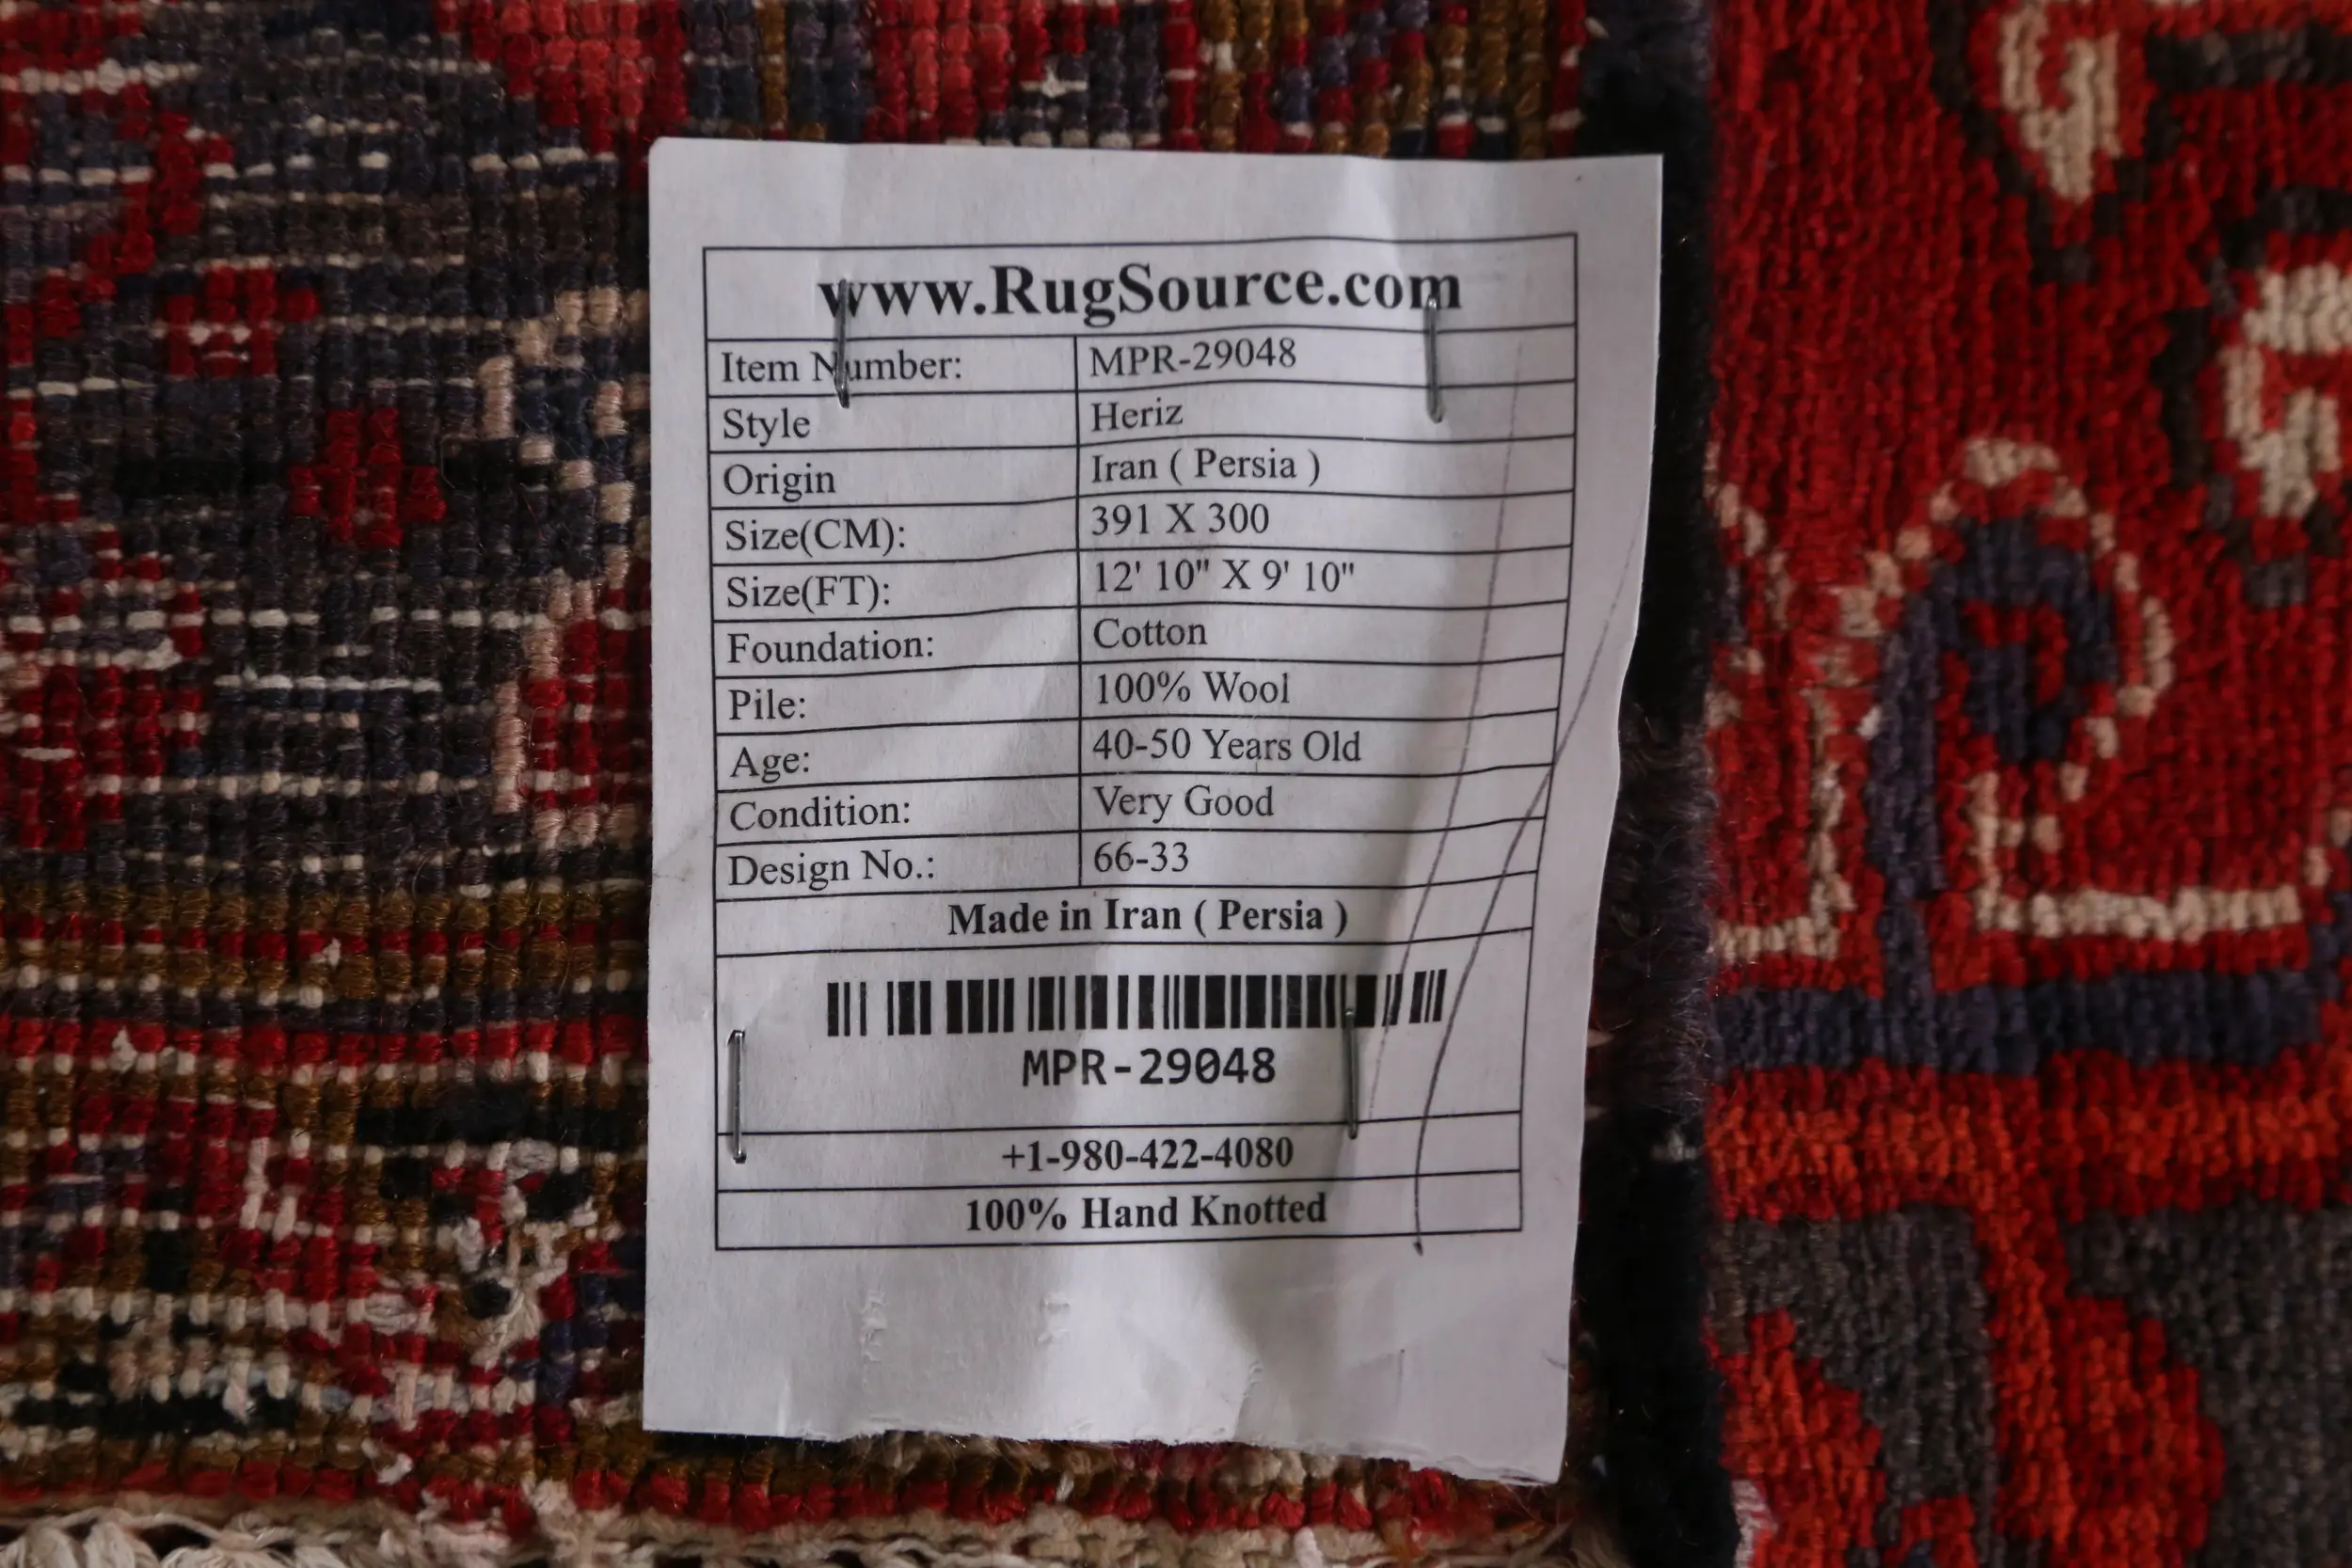 www.RugSource.com
Item Number: MPR-29048
Style Heriz
Origin Iran ( Persia )
Size(CM): 391 X 300
Size(FT): 12' 10" X 9' 10"
Foundation: Cotton
Pile: 100% Wool
Age: 40-50 Years Old
Condition: Very Good
Design No.: 66-33
Made in Iran ( Persia )
MPR-29048
+1-980-422-4080
100% Hand Knotted